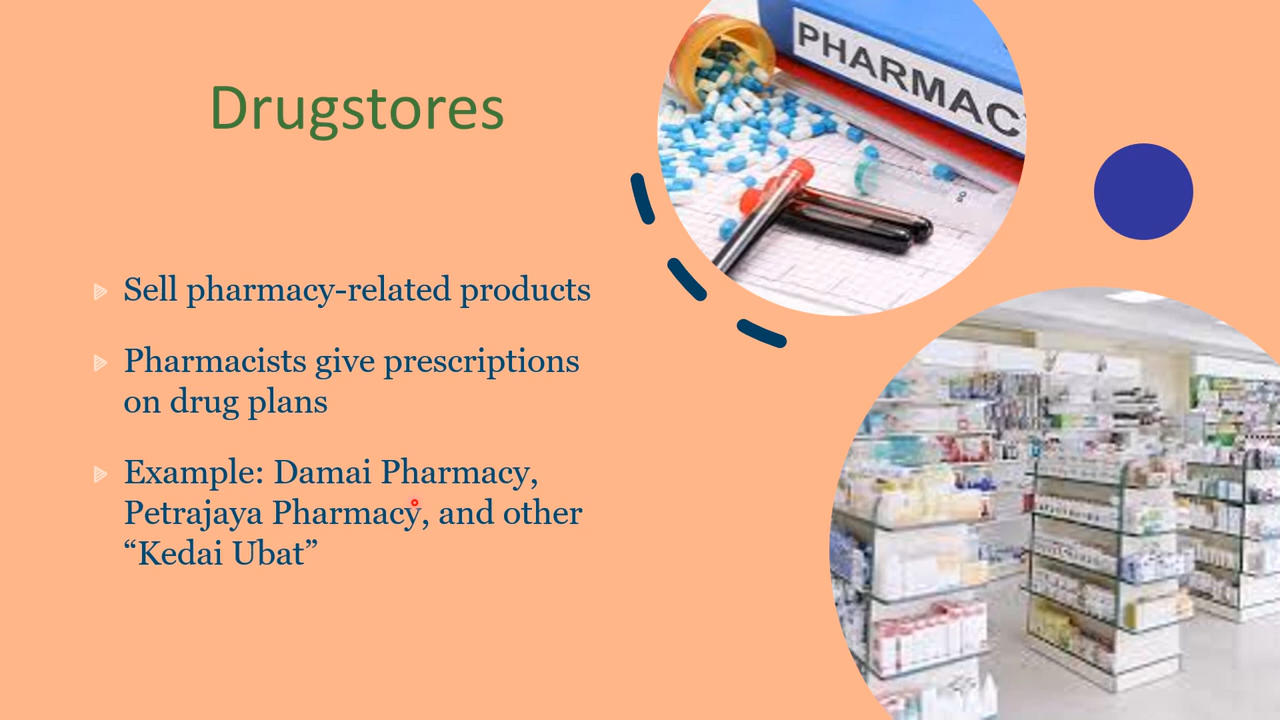 Drugstores
PHARMAC
Sell pharmacy-related products
Pharmacists give prescriptions
on drug plans
Example: Damai Pharmacy,
Petrajaya Pharmacy, and other
“Kedai Ubat”